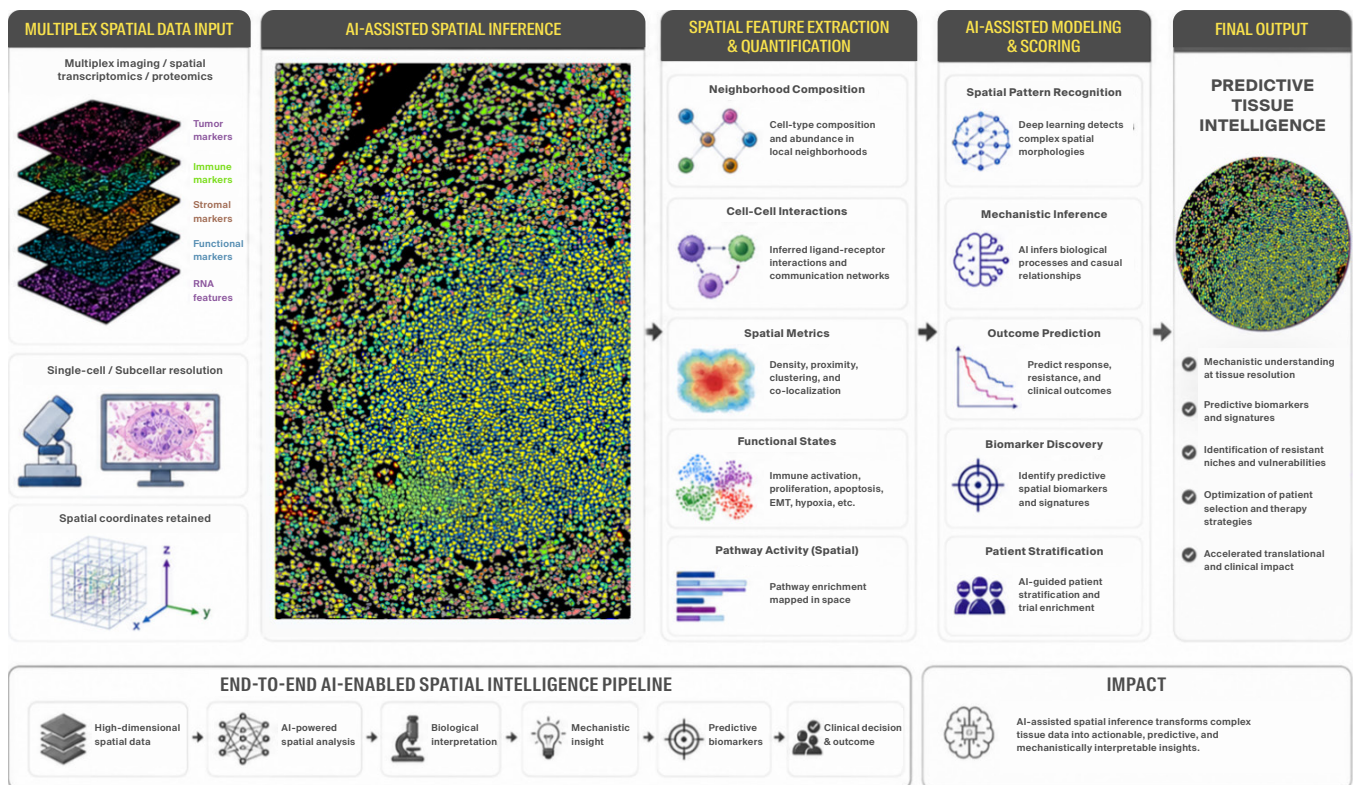 MULTIPLEX SPATIAL DATA INPUT
Multiplex imaging / spatial
transcriptomics / proteomics
Tumor
markers
Immune
markers
Stromal
markers
Functional
markers
RNA
features
Single-cell / Subcellar resolution
Spatial coordinates retained
z
y
x
AI-ASSISTED SPATIAL INFERENCE
SPATIAL FEATURE EXTRACTION
& QUANTIFICATION
Neighborhood Composition
Cell-type composition
and abundance in
local neighborhoods
Cell-Cell Interactions
Inferred ligand-receptor
interactions and
communication networks
Spatial Metrics
Density, proximity,
clustering, and
co-localization
Functional States
Immune activation,
proliferation, apoptosis,
EMT, hypoxia, etc.
Pathway Activity (Spatial)
Pathway enrichment
mapped in space
AI-ASSISTED MODELING
& SCORING
Spatial Pattern Recognition
Deep learning detects
complex spatial
morphologies
Mechanistic Inference
AI infers biological
processes and casual
relationships
Outcome Prediction
Predict response,
resistance, and
clinical outcomes
Biomarker Discovery
Identify predictive
spatial biomarkers
and signatures
Patient Stratification
AI-guided patient
stratification and
trial enrichment
FINAL OUTPUT
PREDICTIVE
TISSUE
INTELLIGENCE
Mechanistic understanding
at tissue resolution
Predictive biomarkers
and signatures
Identification of resistant
niches and vulnerabilities
Optimization of patient
selection and therapy
strategies
Accelerated translational
and clinical impact
END-TO-END AI-ENABLED SPATIAL INTELLIGENCE PIPELINE
High-dimensional
spatial data
AI-powered
spatial analysis
Biological
interpretation
Mechanistic
insight
Predictive
biomarkers
Clinical decision
& outcome
IMPACT
AI-assisted spatial inference transforms complex
tissue data into actionable, predictive, and
mechanistically interpretable insights.